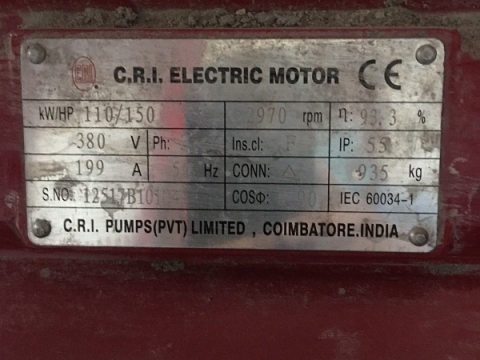 CRI C.R.I. ELECTRIC MOTOR CE
kW/HP 110/150 2970 rpm η: 93.3 %
380 V Ph: Ins.cl: F IP: 55
199 A Hz CONN: △ 935 kg
S.NO. COSΦ: IEC 60034-1
C.R.I. PUMPS(PVT) LIMITED , COIMBATORE.INDIA